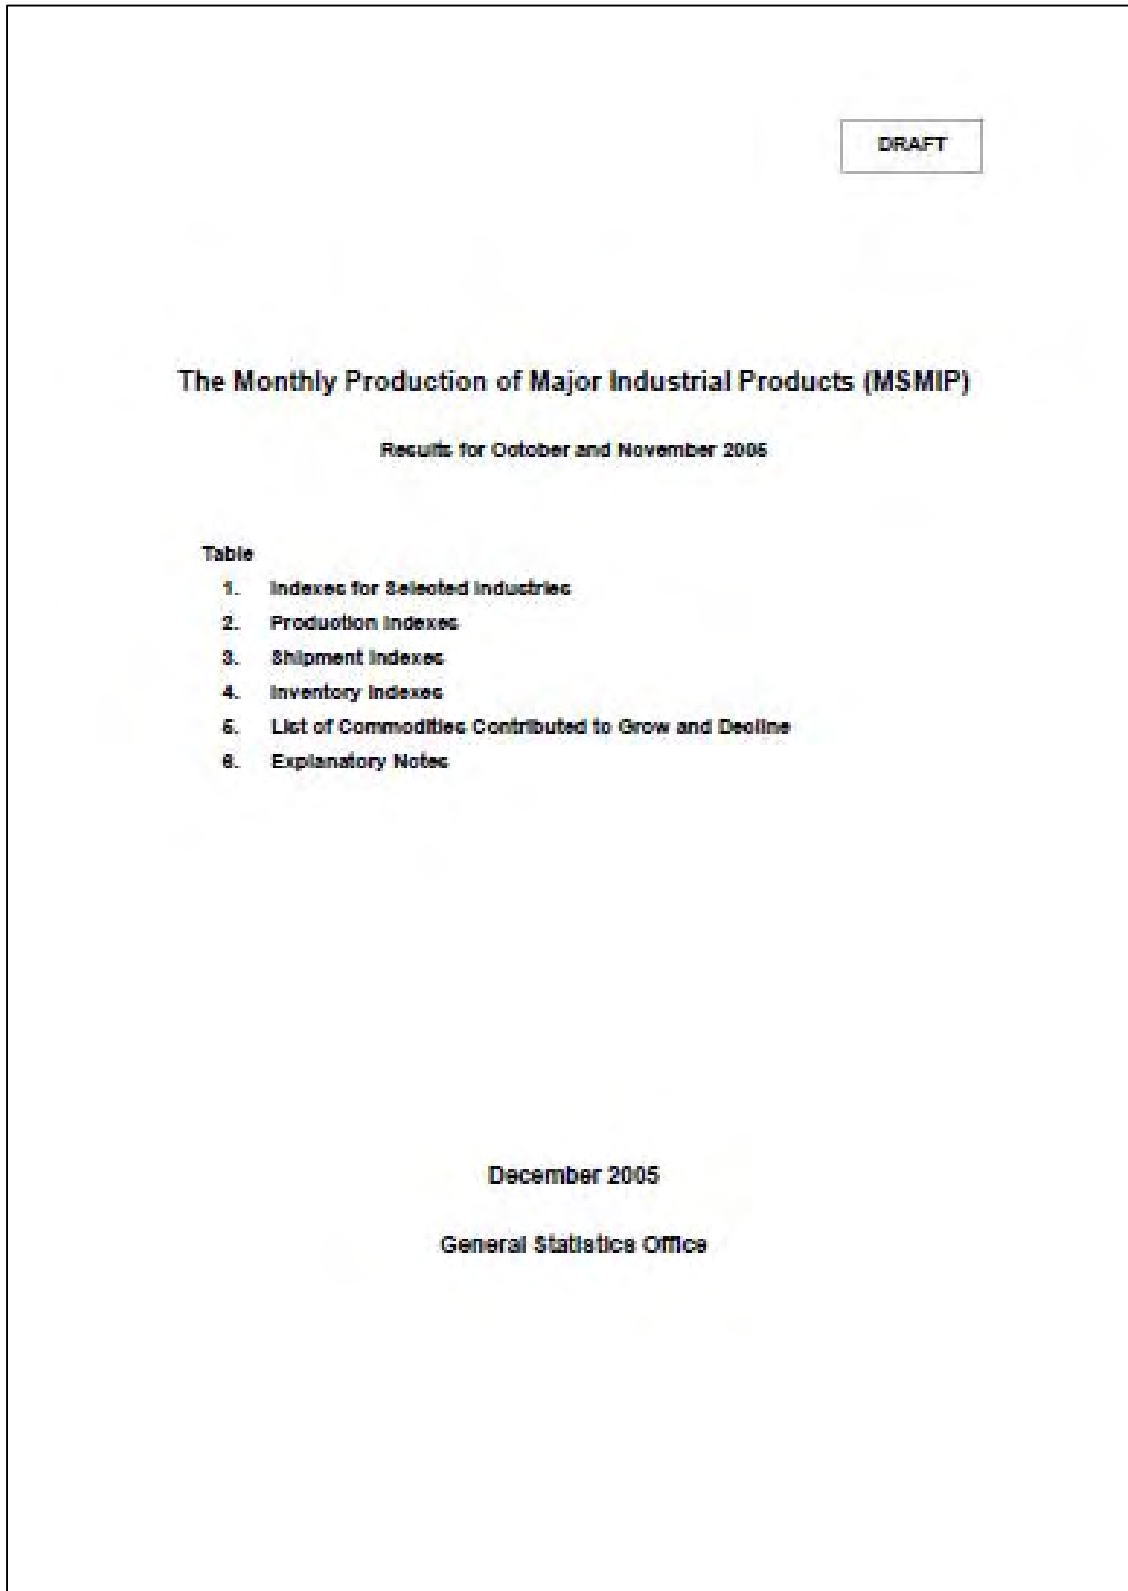 DRAFT
The Monthly Production of Major Industrial Products (MSMIP)
Results for October and November 2005
Table
1. Indexes for Selected Industries
2. Production Indexes
3. Shipment Indexes
4. Inventory Indexes
5. List of Commodities Contributed to Grow and Decline
6. Explanatory Notes
December 2005
General Statistics Office